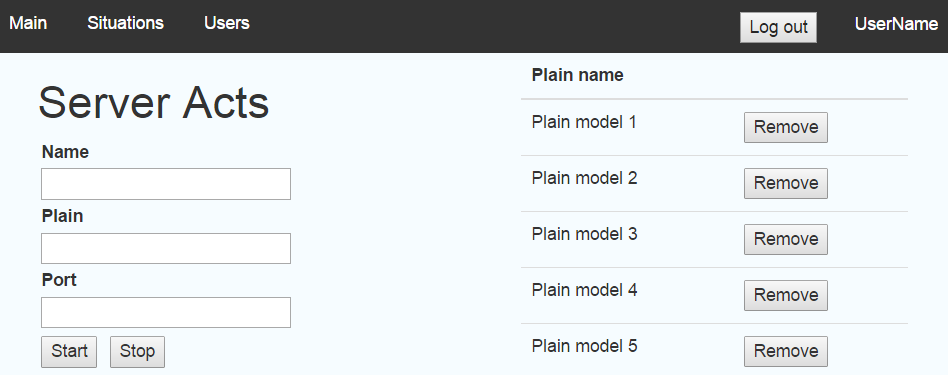 Main Situations Users Log out UserName
Server Acts
Name
Plain
Port
Start Stop
Plain name
Plain model 1 Remove
Plain model 2 Remove
Plain model 3 Remove
Plain model 4 Remove
Plain model 5 Remove